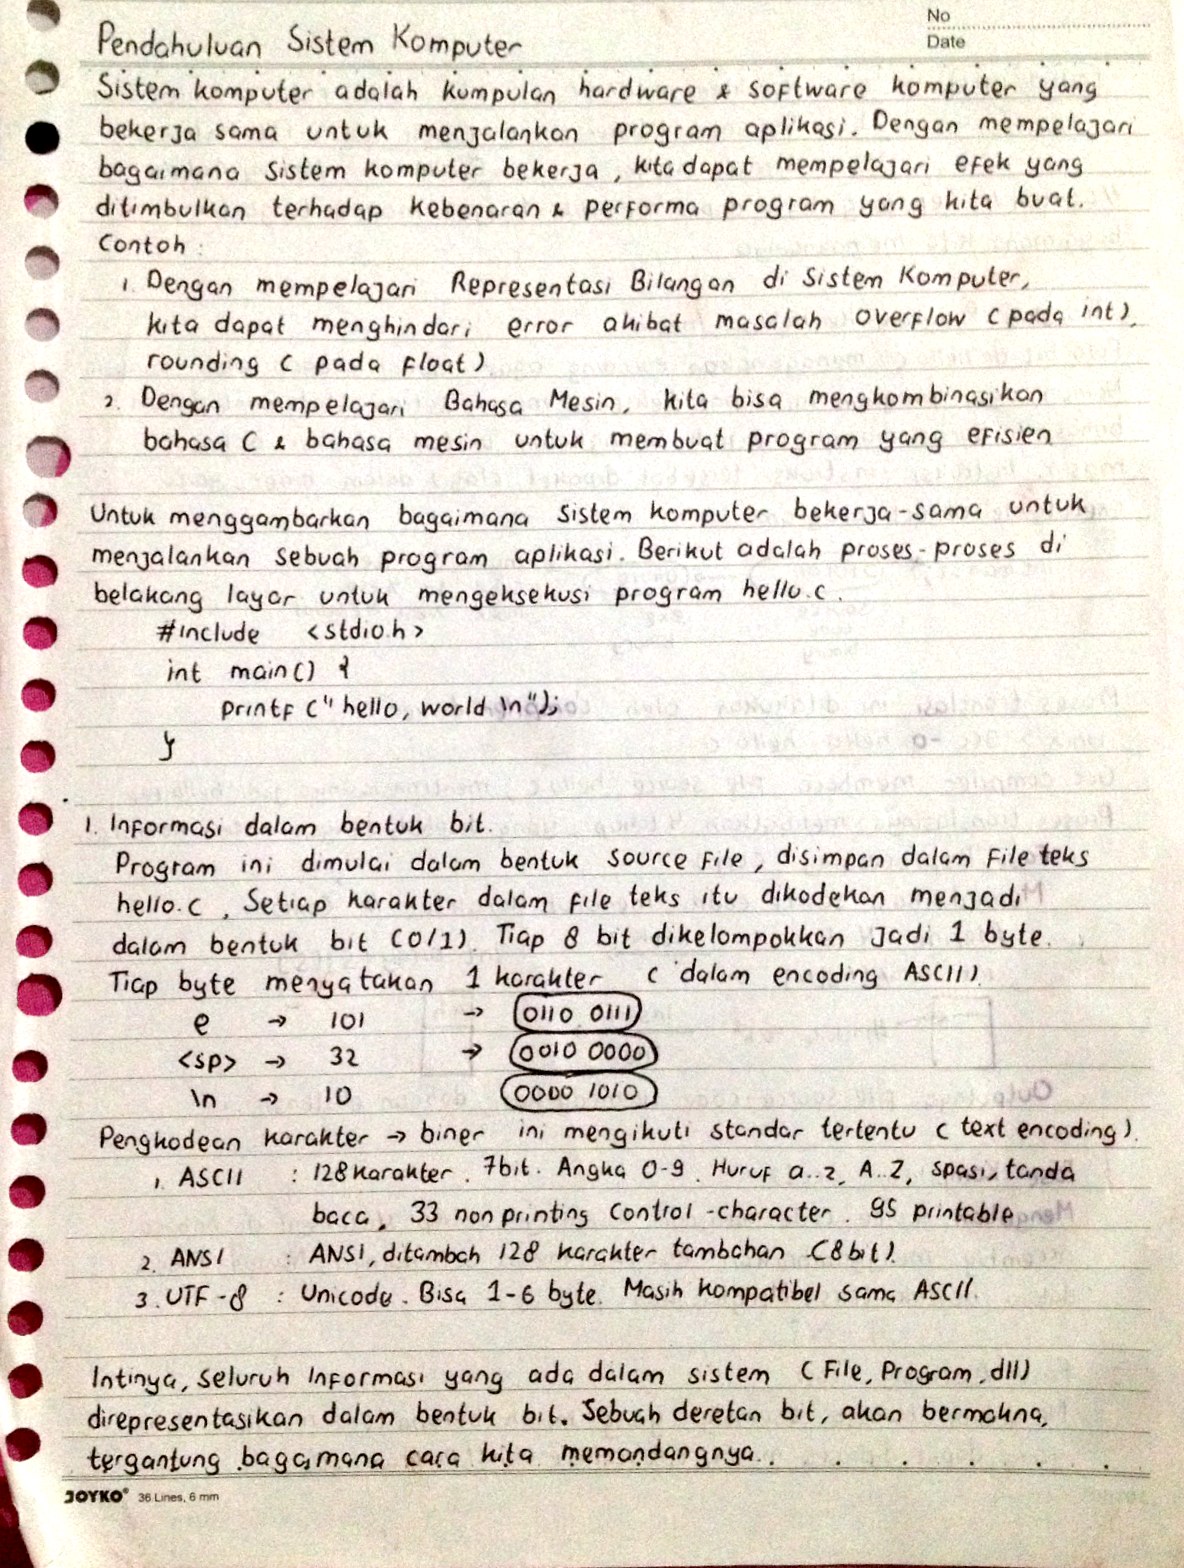 No
Date
Pendahuluan Sistem Komputer
Sistem komputer adalah kumpulan hardware & software komputer yang
bekerja sama untuk menjalankan program aplikasi. Dengan mempelajari
bagaimana sistem komputer bekerja, kita dapat mempelajari efek yang
ditimbulkan terhadap kebenaran & performa program yang kita buat.
Contoh :
1. Dengan mempelajari Representasi Bilangan di Sistem Komputer,
kita dapat menghindari error akibat masalah overflow (pada int),
rounding (pada float)
2. Dengan mempelajari Bahasa Mesin, kita bisa mengkombinasikan
bahasa C & bahasa mesin untuk membuat program yang efisien
Untuk menggambarkan bagaimana sistem komputer bekerja-sama untuk
menjalankan sebuah program aplikasi. Berikut adalah proses-proses di
belakang layar untuk mengeksekusi program hello.c.
#include <stdio.h>
int main() {
printf ("hello, world \n");
}
1. Informasi dalam bentuk bit.
Program ini dimulai dalam bentuk source file, disimpan dalam file teks
hello.c. Setiap karakter dalam file teks itu dikodekan menjadi
dalam bentuk bit (0/1). Tiap 8 bit dikelompokkan jadi 1 byte.
Tiap byte menyatakan 1 karakter (dalam encoding ASCII)
e → 101 → 0110 0111
<sp> → 32 → 0010 0000
\n → 10 0000 1010
Pengkodean karakter → biner ini mengikuti standar tertentu (text encoding).
1. ASCII : 128 karakter. 7bit. Angka 0-9. Huruf a..z, A..Z, spasi, tanda
baca, 33 non printing control-character. 95 printable
2. ANSI : ANSI, ditambah 128 karakter tambahan (8bit).
3. UTF-8 : Unicode. Bisa 1-6 byte. Masih kompatibel sama ASCII.
Intinya, seluruh informasi yang ada dalam sistem (File, Program, dll)
direpresentasikan dalam bentuk bit. Sebuah deretan bit, akan bermakna,
tergantung bagaimana cara kita memandangnya.
JOYKO® 36 Lines, 6 mm